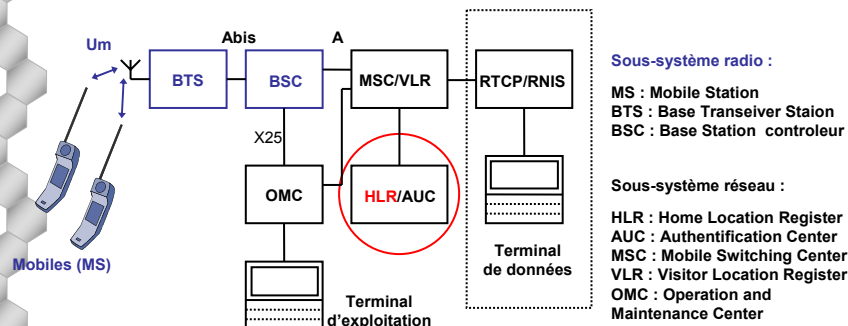 Um
Abis
A
BTS
BSC
MSC/VLR
RTCP/RNIS
X25
OMC
HLR/AUC
Mobiles (MS)
Terminal
d'exploitation
Terminal
de données
Sous-système radio :
MS : Mobile Station
BTS : Base Transeiver Staion
BSC : Base Station controleur
Sous-système réseau :
HLR : Home Location Register
AUC : Authentification Center
MSC : Mobile Switching Center
VLR : Visitor Location Register
OMC : Operation and
Maintenance Center